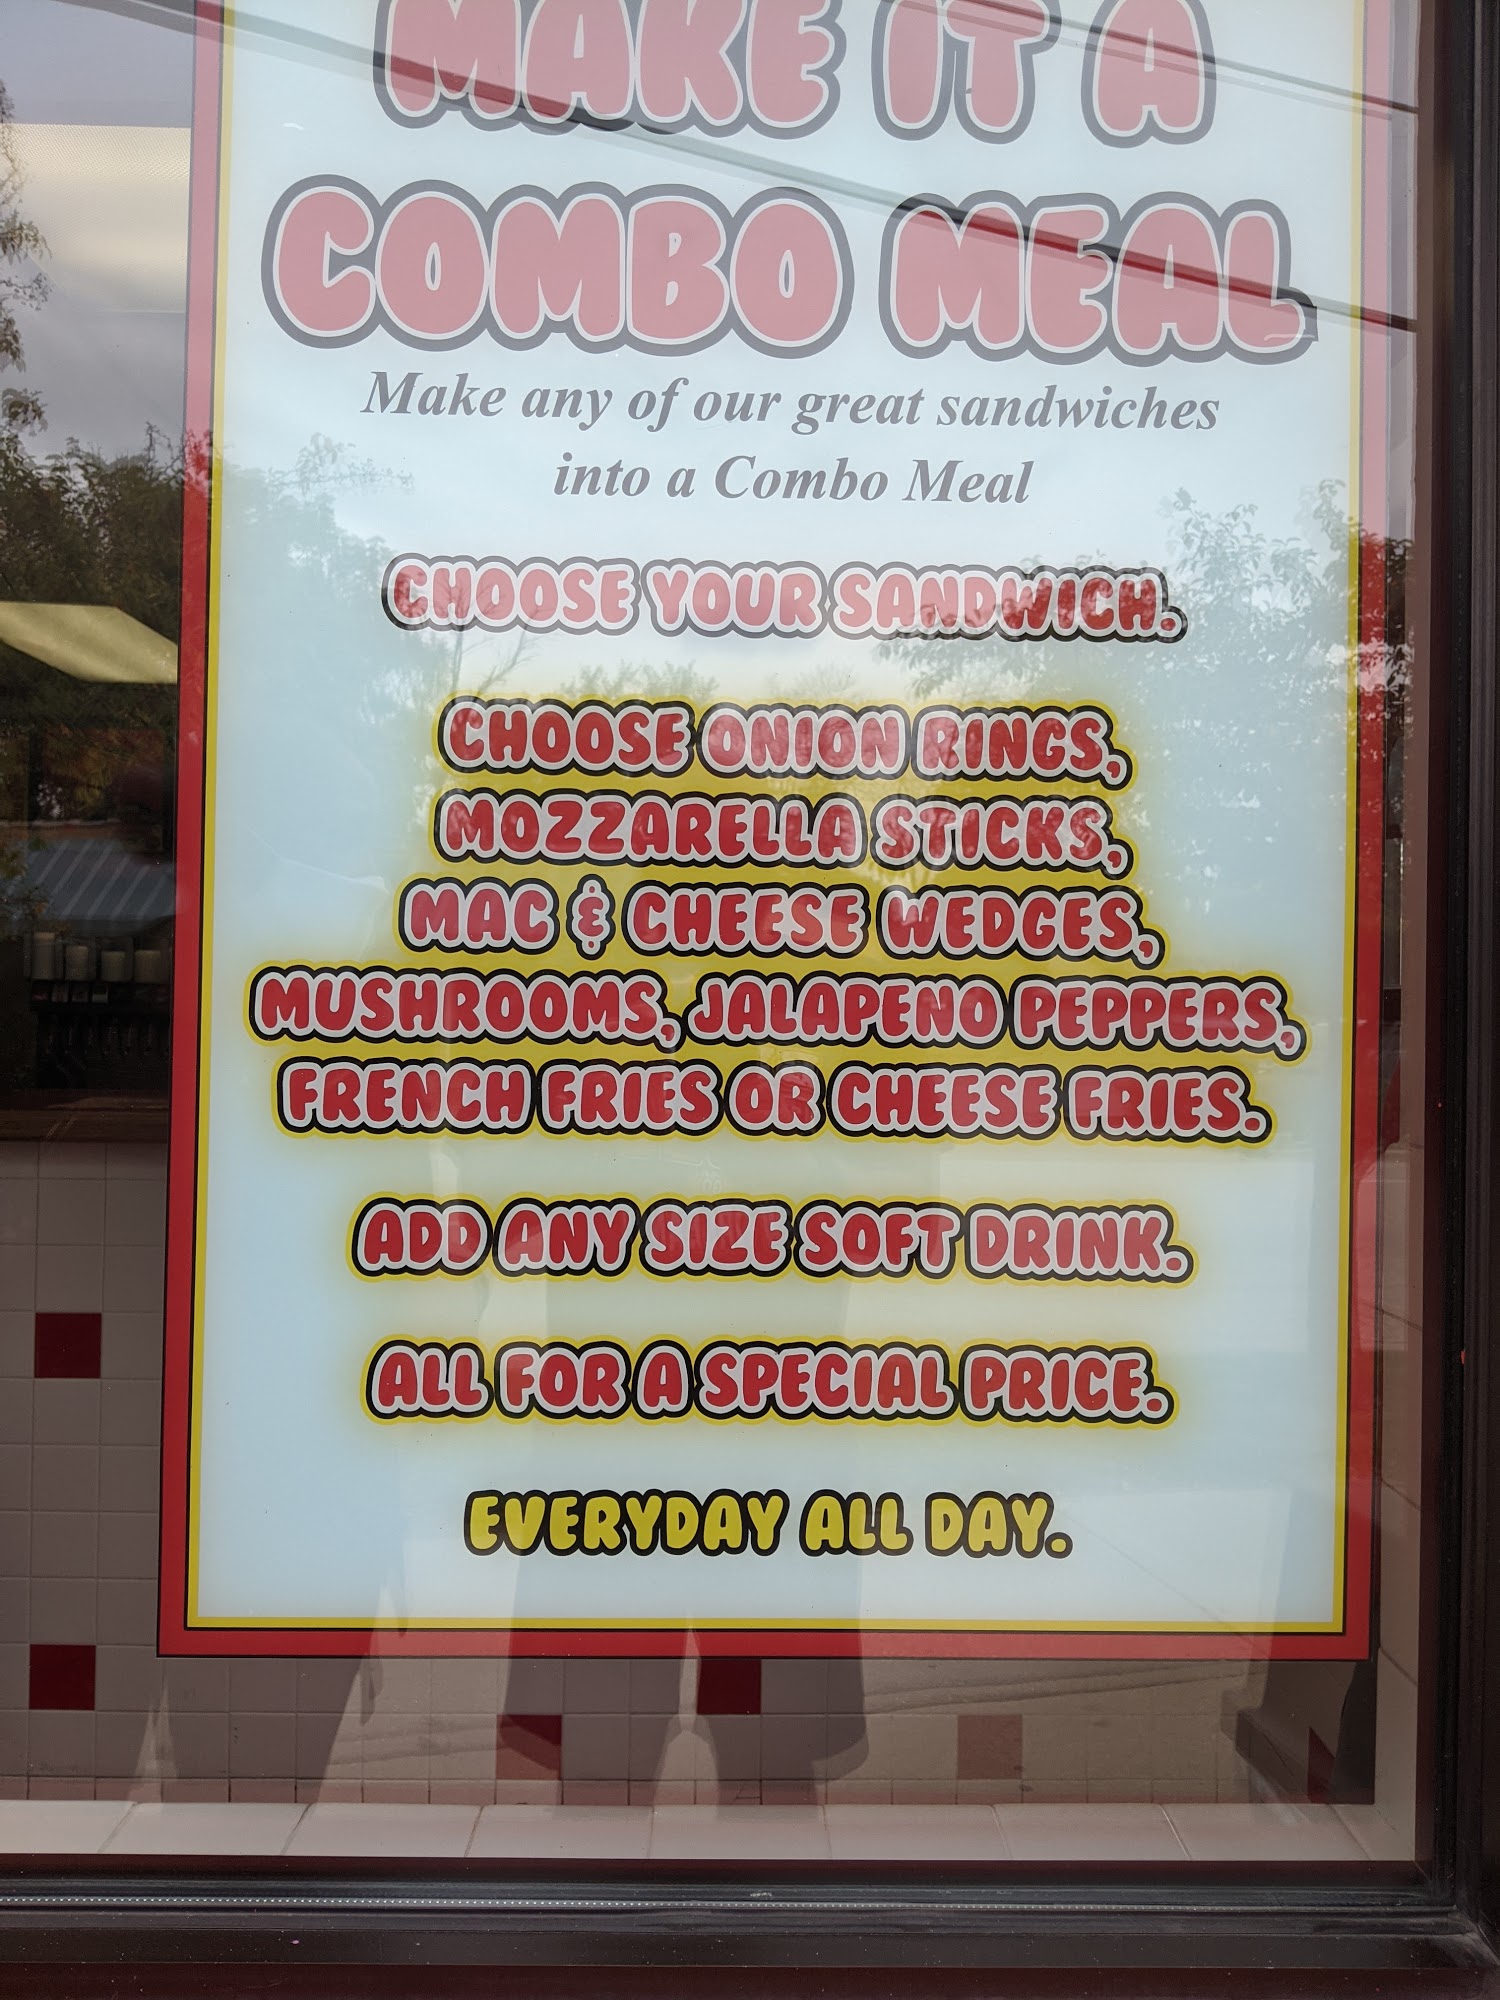 MAKE IT A
COMBO MEAL
Make any of our great sandwiches
into a Combo Meal
CHOOSE YOUR SANDWICH.
CHOOSE ONION RINGS,
MOZZARELLA STICKS,
MAC & CHEESE WEDGES,
MUSHROOMS, JALAPENO PEPPERS,
FRENCH FRIES OR CHEESE FRIES.
ADD ANY SIZE SOFT DRINK.
ALL FOR A SPECIAL PRICE.
EVERYDAY ALL DAY.